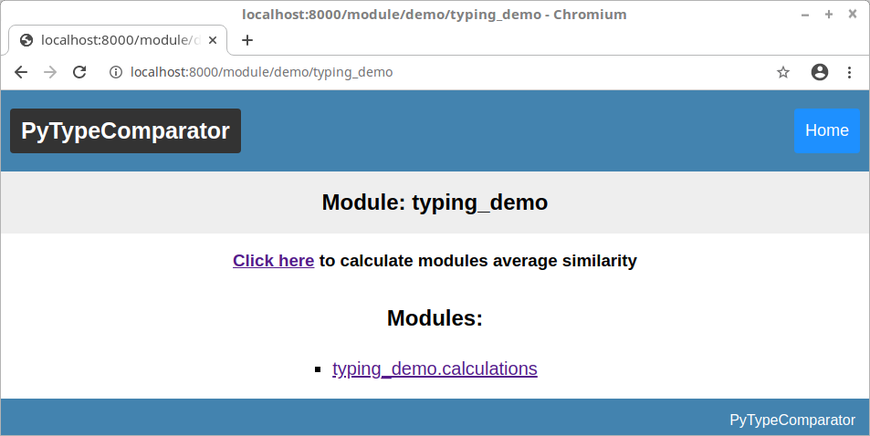 localhost:8000/module/demo/typing_demo - Chromium
localhost:8000/module/d
localhost:8000/module/demo/typing_demo
PyTypeComparator
Home
Module: typing_demo
Click here to calculate modules average similarity
Modules:
typing_demo.calculations
PyTypeComparator